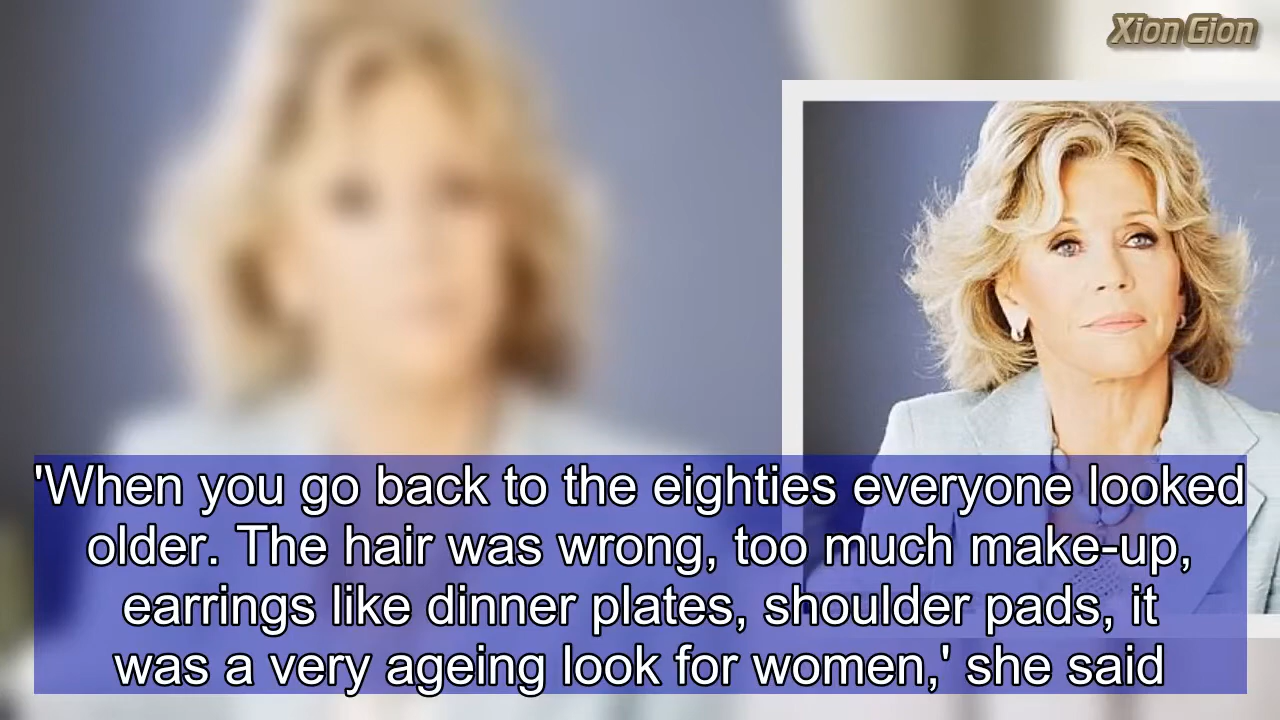 Xion Gion
'When you go back to the eighties everyone looked
older. The hair was wrong, too much make-up,
earrings like dinner plates, shoulder pads, it
was a very ageing look for women,' she said